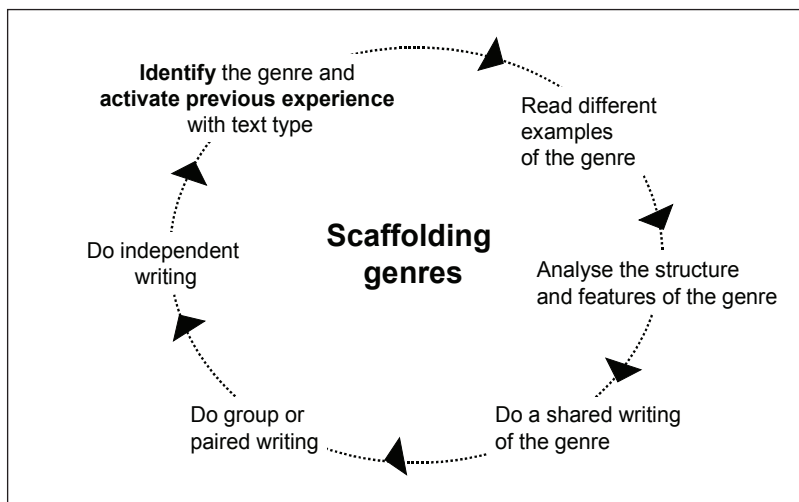 Identify the genre and
activate previous experience
with text type
Read different
examples
of the genre
Scaffolding
genres
Analyse the structure
and features of the genre
Do independent
writing
Do a shared writing
of the genre
Do group or
paired writing